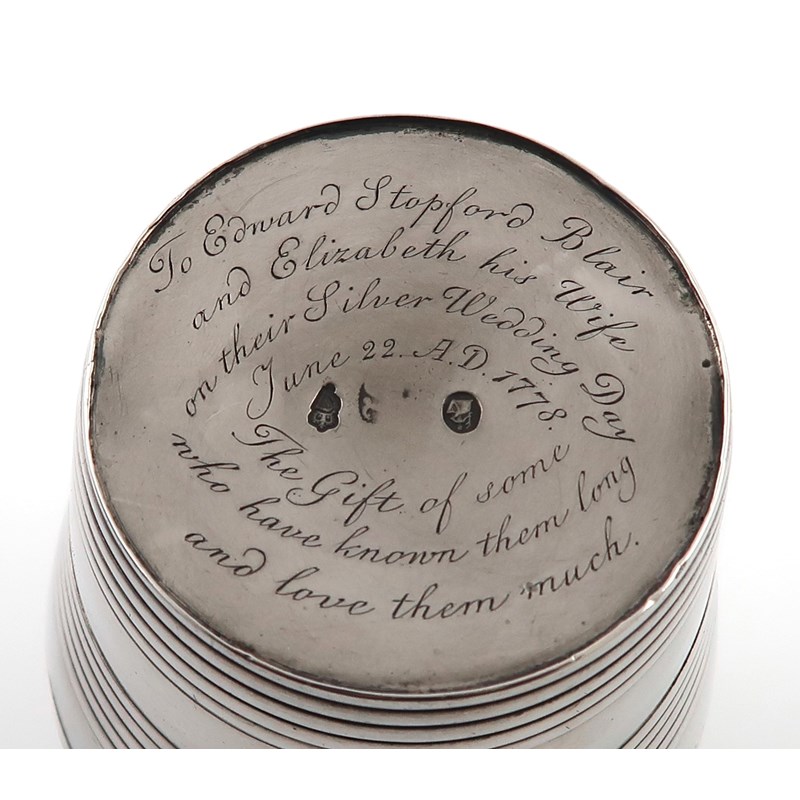 To Edward Stopford Blair
and Elizabeth his Wife
on their Silver Wedding Day
June 22. A.D. 1778.
The Gift of some
who have known them long
and love them much.